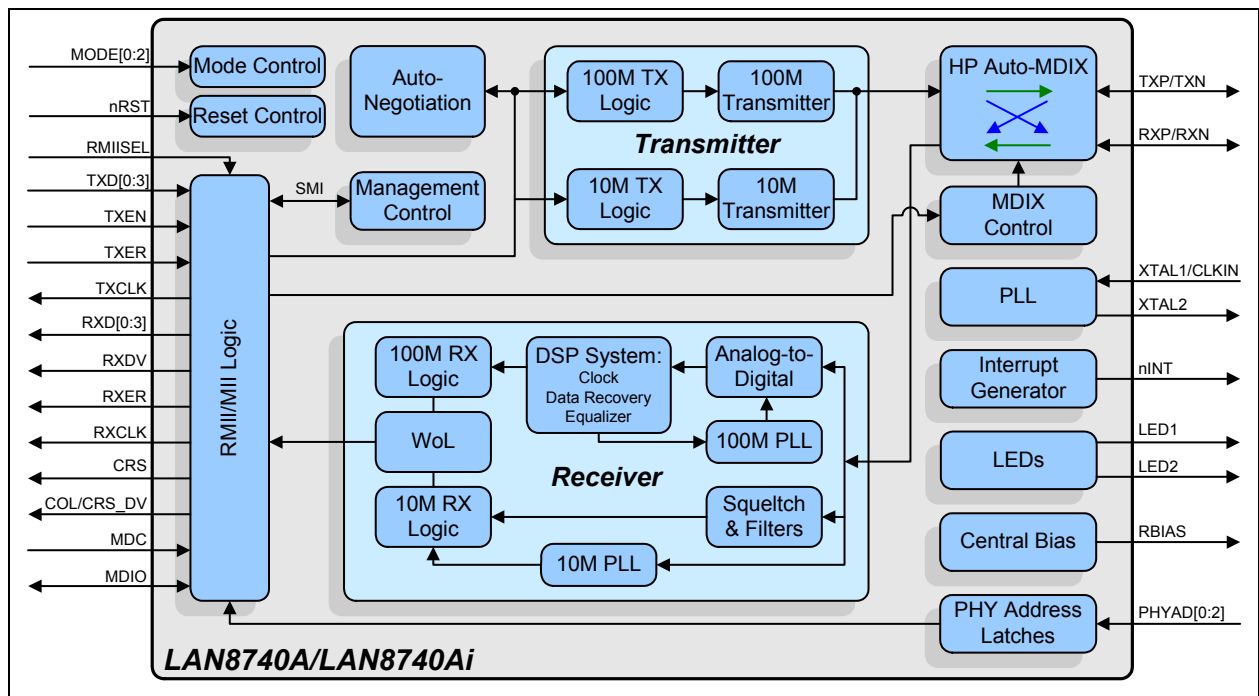 MODE[0:2]
nRST
RMIISEL
TXD[0:3]
TXEN
TXER
TXCLK
RXD[0:3]
RXDV
RXER
RXCLK
CRS
COL/CRS_DV
MDC
MDIO
Mode Control
Reset Control
RMII/MII Logic
SMI
Auto-
Negotiation
Management
Control
100M TX
Logic
100M
Transmitter
Transmitter
10M TX
Logic
10M
Transmitter
100M RX
Logic
DSP System:
Clock
Data Recovery
Equalizer
Analog-to-
Digital
100M PLL
WoL
Receiver
10M RX
Logic
Squeltch
& Filters
10M PLL
HP Auto-MDIX
MDIX
Control
PLL
Interrupt
Generator
LEDs
Central Bias
PHY Address
Latches
TXP/TXN
RXP/RXN
XTAL1/CLKIN
XTAL2
nINT
LED1
LED2
RBIAS
PHYAD[0:2]
LAN8740A/LAN8740Ai